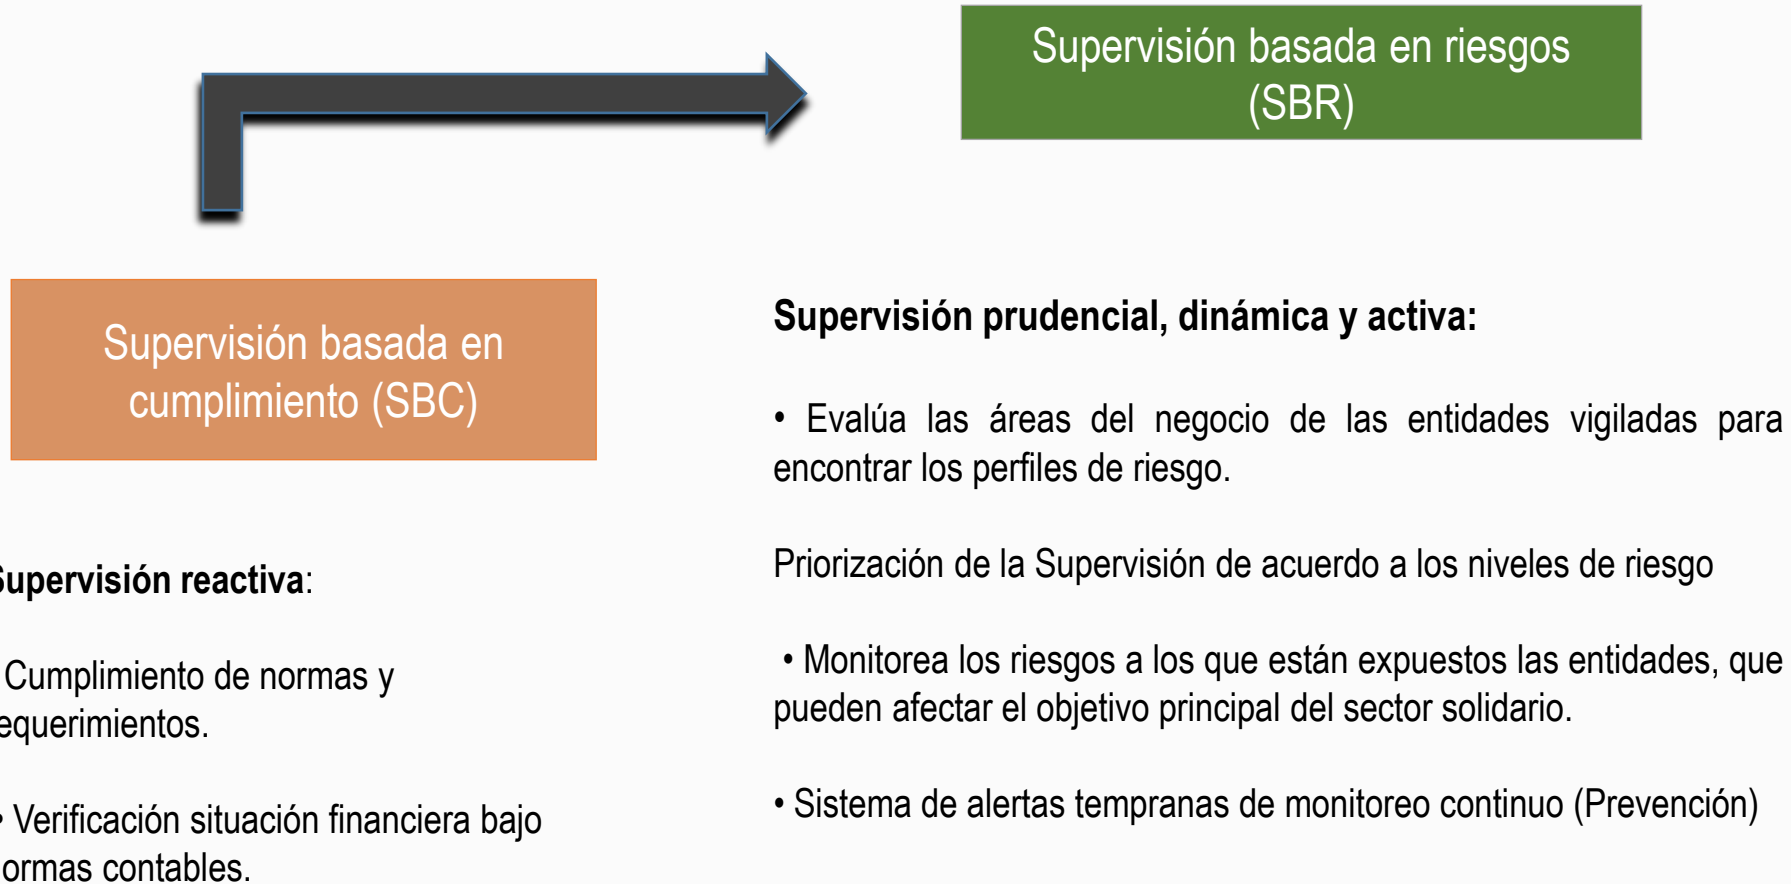 Supervisión basada en riesgos
(SBR)
Supervisión basada en
cumplimiento (SBC)
Supervisión reactiva:
Cumplimiento de normas y
equerimientos.
• Verificación situación financiera bajo
ormas contables.
Supervisión prudencial, dinámica y activa:
• Evalúa las áreas del negocio de las entidades vigiladas para
encontrar los perfiles de riesgo.
Priorización de la Supervisión de acuerdo a los niveles de riesgo
• Monitorea los riesgos a los que están expuestos las entidades, que
pueden afectar el objetivo principal del sector solidario.
• Sistema de alertas tempranas de monitoreo continuo (Prevención)